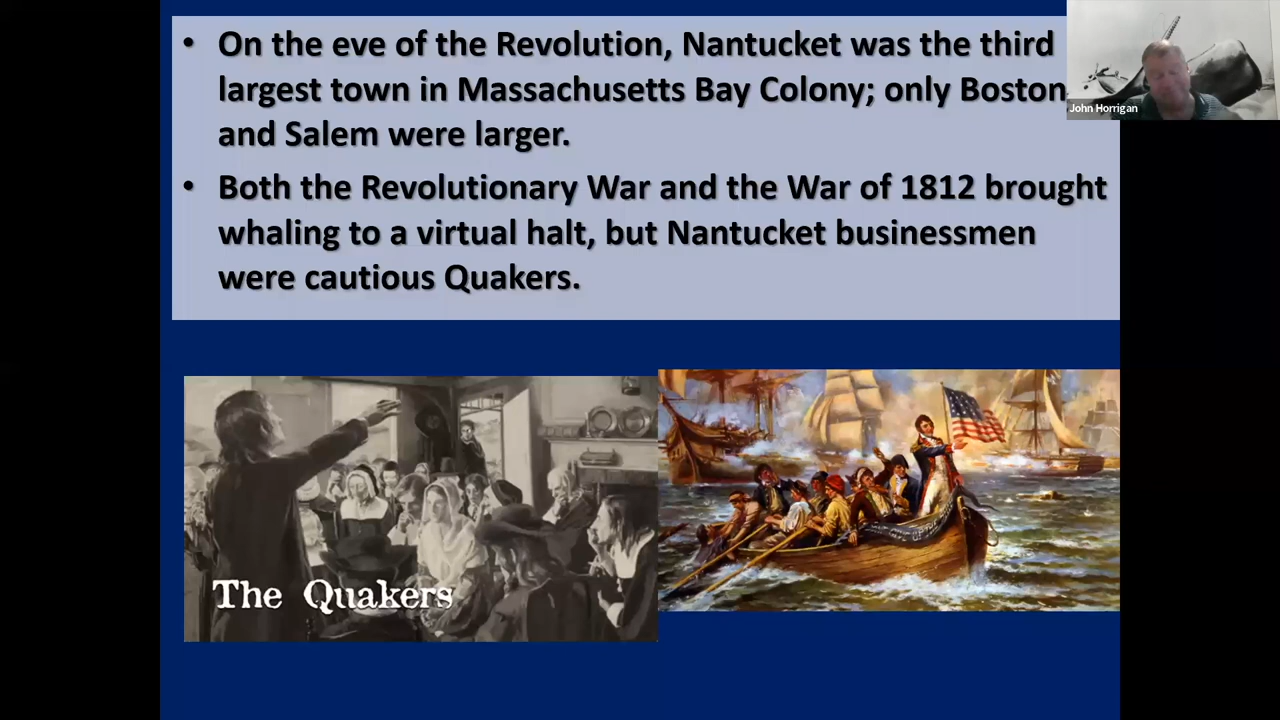 • On the eve of the Revolution, Nantucket was the third
largest town in Massachusetts Bay Colony; only Boston
and Salem were larger.
• Both the Revolutionary War and the War of 1812 brought
whaling to a virtual halt, but Nantucket businessmen
were cautious Quakers.
John Horrigan
The Quakers